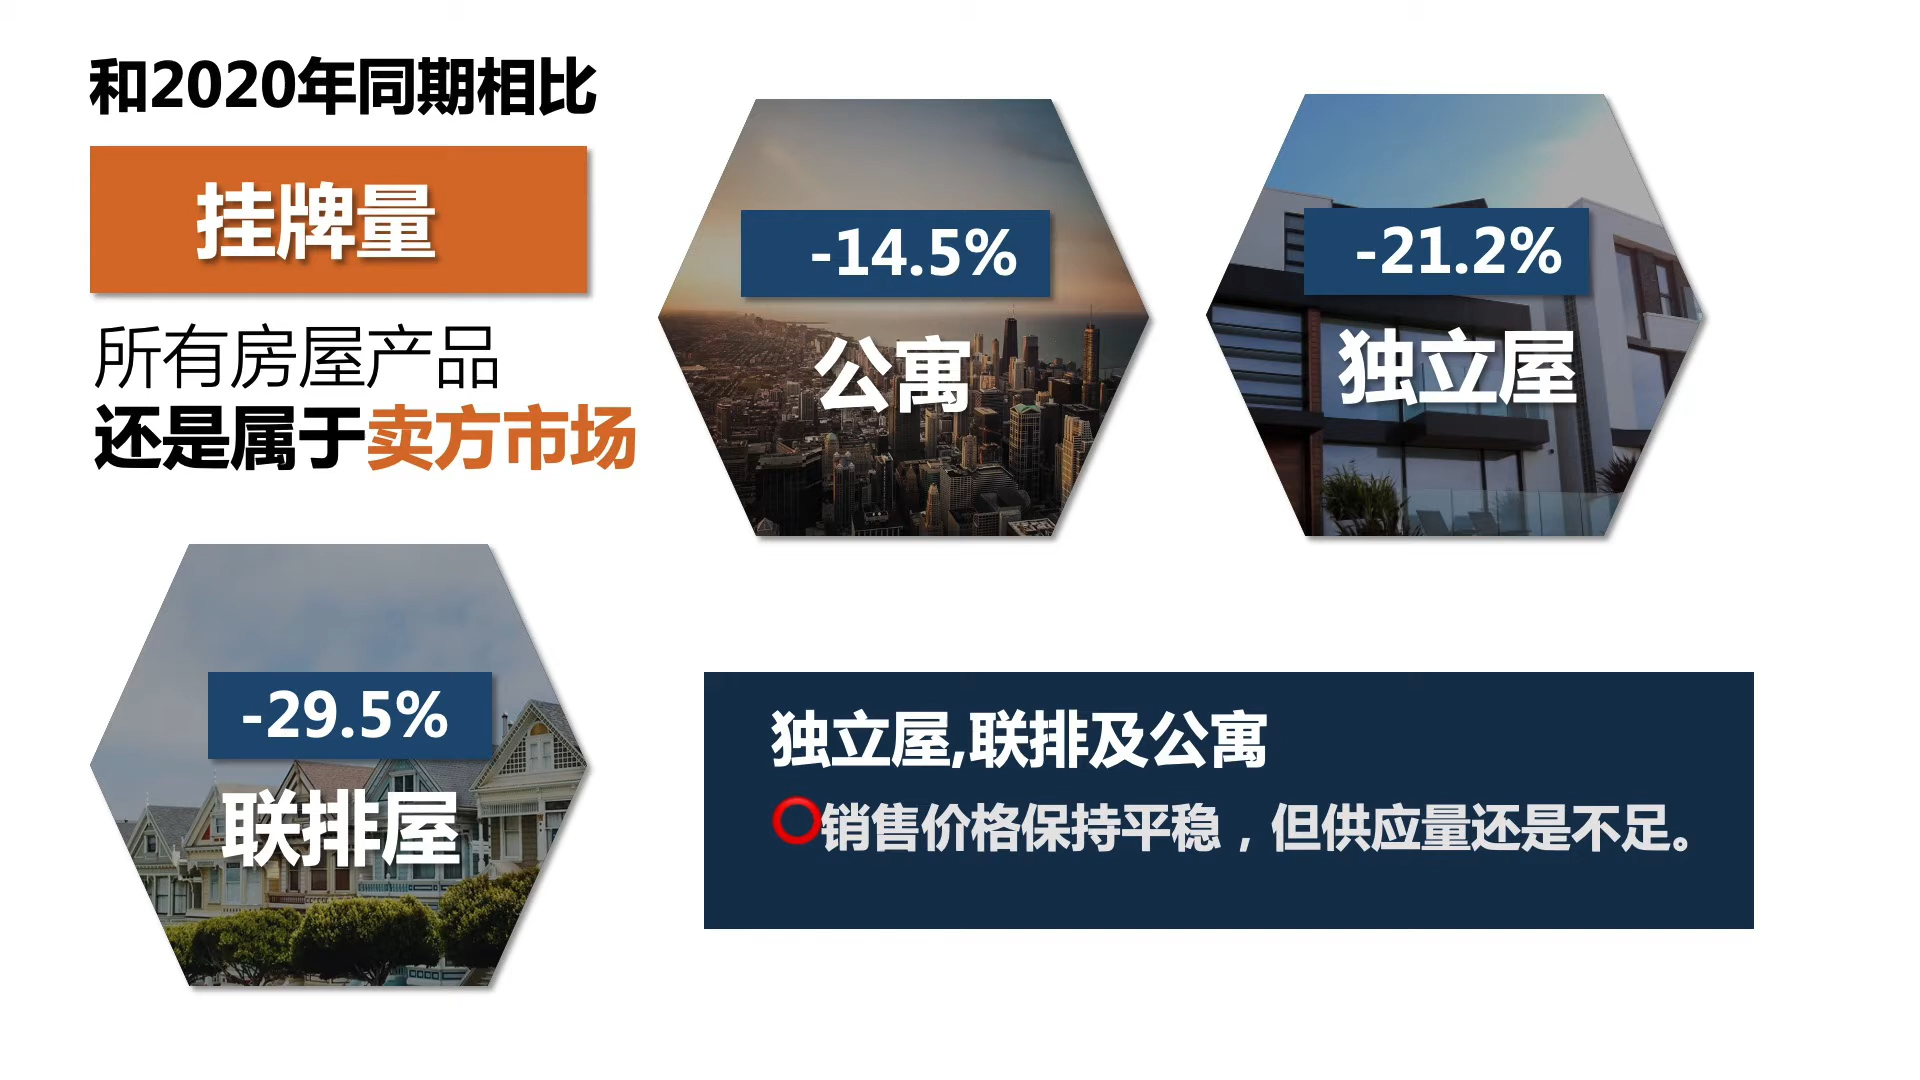 和2020年同期相比
挂牌量
所有房屋产品
还是属于卖方市场
-14.5%
公寓
-21.2%
独立屋
-29.5%
联排屋
独立屋,联排及公寓
销售价格保持平稳，但供应量还是不足。